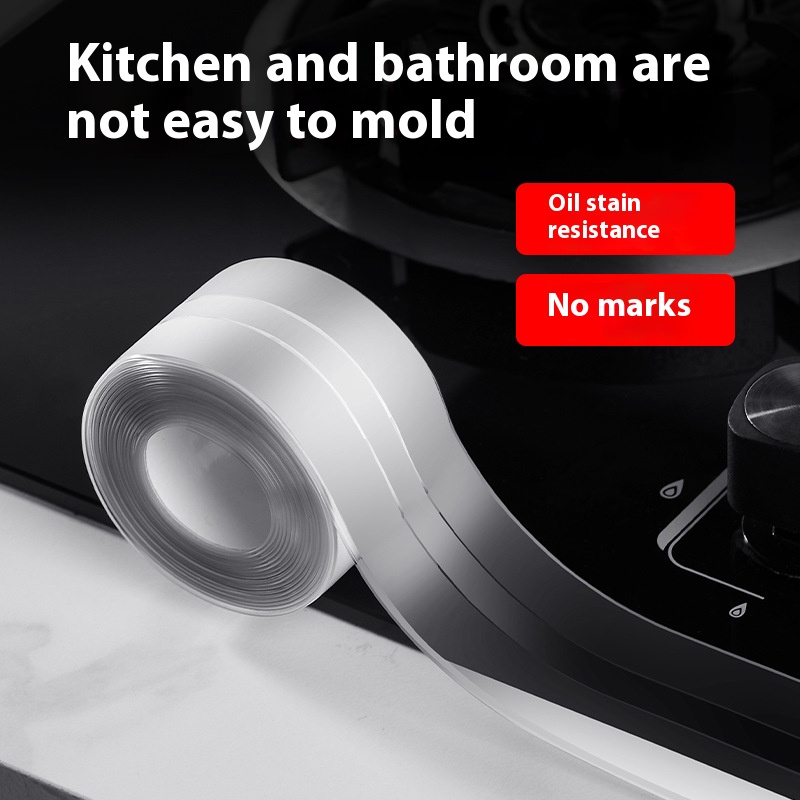 Kitchen and bathroom are
not easy to mold
Oil stain
resistance
No marks